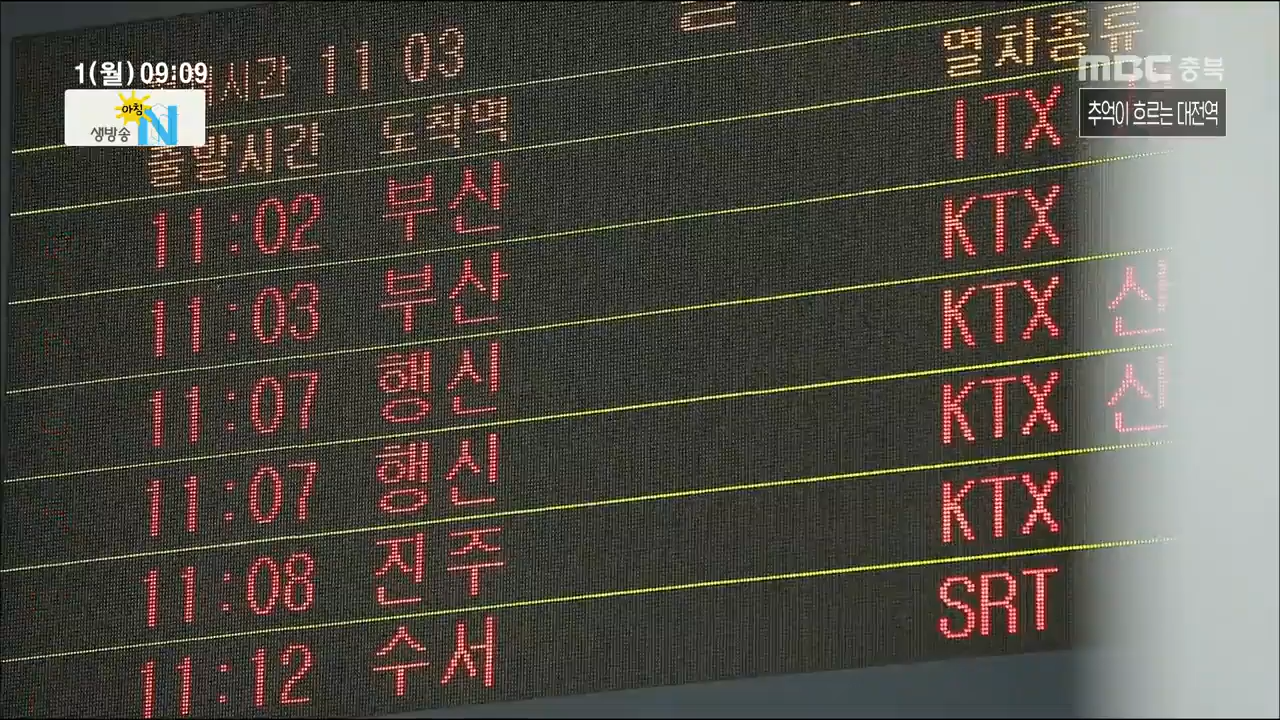 1(월) 09:09
MBC 충북
아침
생방송 N
추억이 흐르는 대전역
시간 11 03
출발시간 도착역 열차종류
11:02 부산 ITX
11:03 부산 KTX
11:07 행신 KTX 산
11:07 행신 KTX 산
11:08 진주 KTX
11:12 수서 SRT